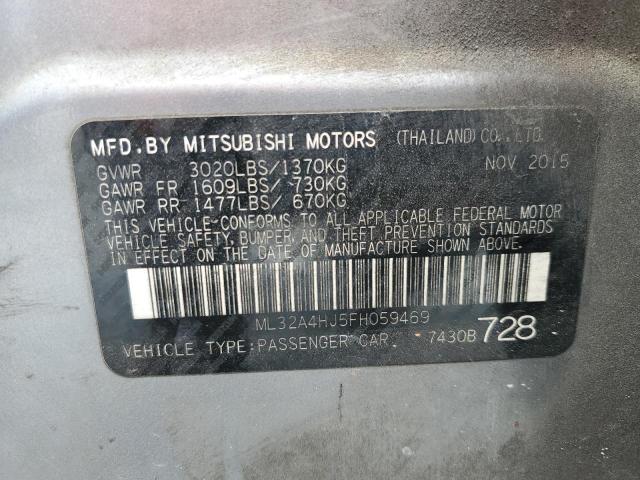 MFD.BY MITSUBISHI MOTORS (THAILAND) CO., LTD.
GVWR 3020LBS/1370KG NOV 2015
GAWR FR 1609LBS/ 730KG
GAWR RR 1477LBS/ 670KG
THIS VEHICLE CONFORMS TO ALL APPLICABLE FEDERAL MOTOR
VEHICLE SAFETY, BUMPER, AND THEFT PREVENTION STANDARDS
IN EFFECT ON THE DATE OF MANUFACTURE SHOWN ABOVE.
ML32A4HJ5FH059469
VEHICLE TYPE:PASSENGER CAR. 7430B 728